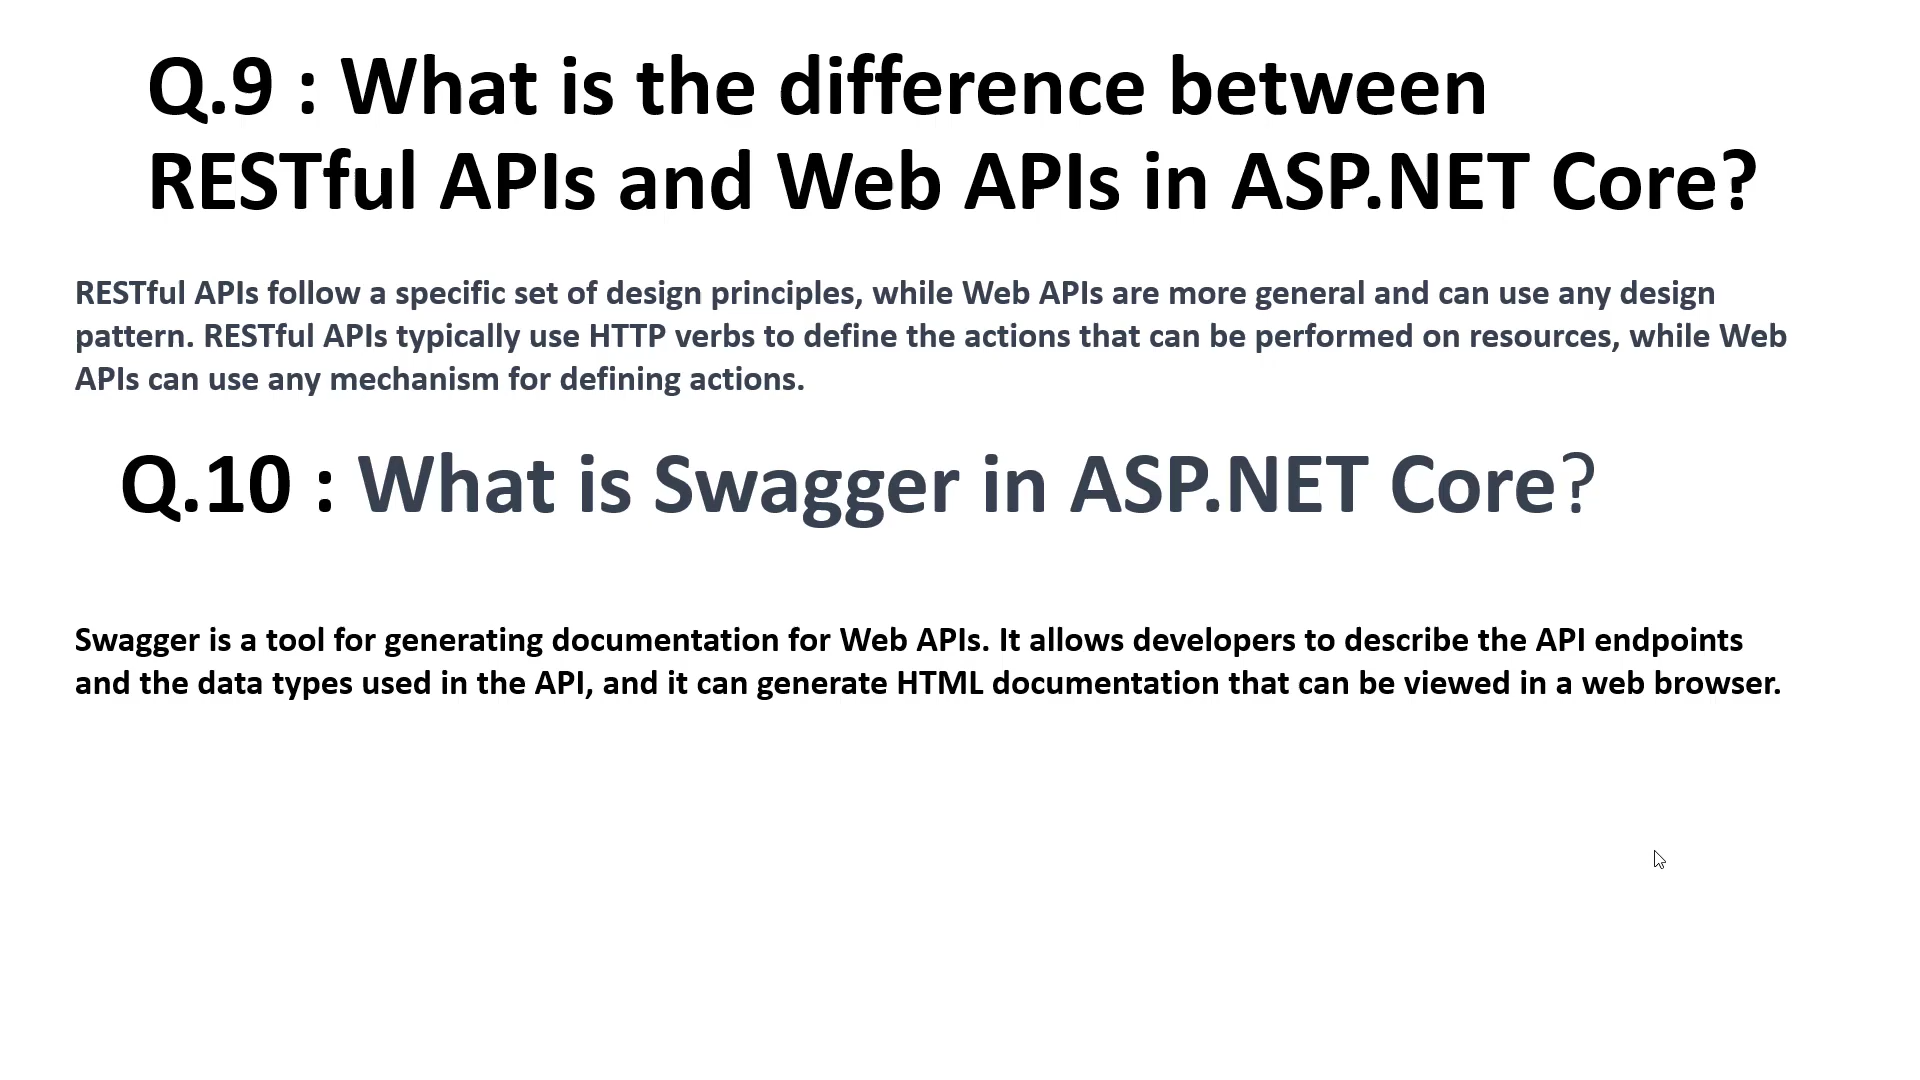 Q.9 : What is the difference between
RESTful APIs and Web APIs in ASP.NET Core?
RESTful APIs follow a specific set of design principles, while Web APIs are more general and can use any design
pattern. RESTful APIs typically use HTTP verbs to define the actions that can be performed on resources, while Web
APIs can use any mechanism for defining actions.
Q.10 : What is Swagger in ASP.NET Core?
Swagger is a tool for generating documentation for Web APIs. It allows developers to describe the API endpoints
and the data types used in the API, and it can generate HTML documentation that can be viewed in a web browser.